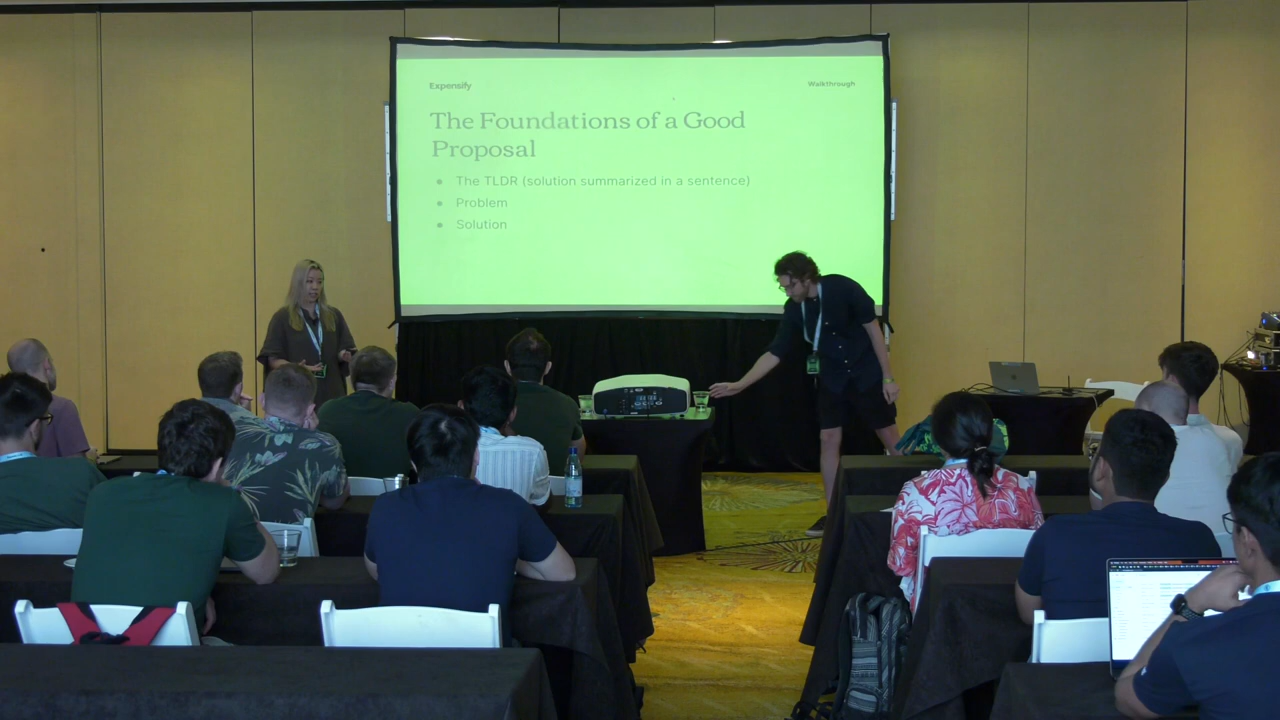 Expensify
Walkthrough
The Foundations of a Good
Proposal
● The TLDR (solution summarized in a sentence)
● Problem
● Solution